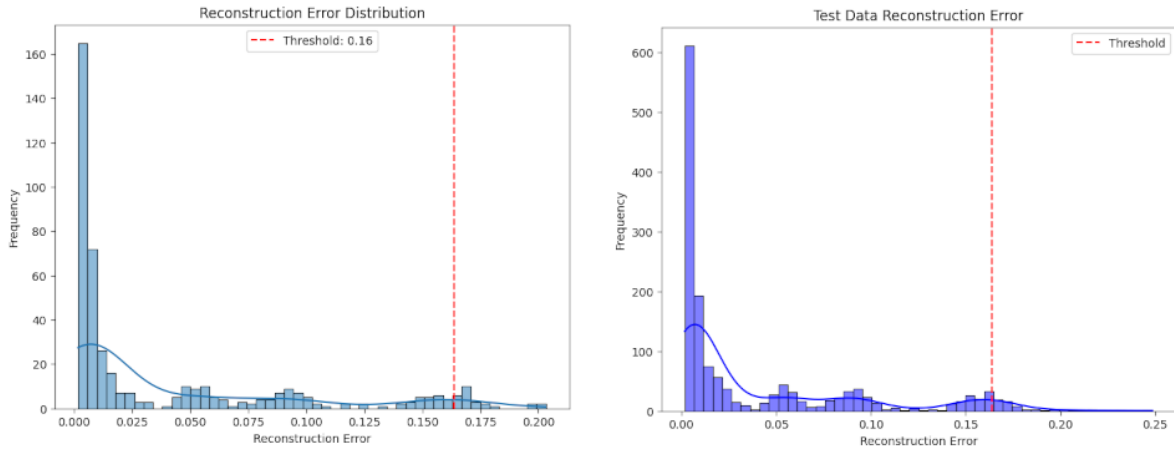 Reconstruction Error Distribution
Threshold: 0.16
160
140
120
100
80
60
40
20
0
Frequency
0.000 0.025 0.050 0.075 0.100 0.125 0.150 0.175 0.200
Reconstruction Error
Test Data Reconstruction Error
Threshold
600
500
400
300
200
100
0
Frequency
0.00 0.05 0.10 0.15 0.20 0.25
Reconstruction Error